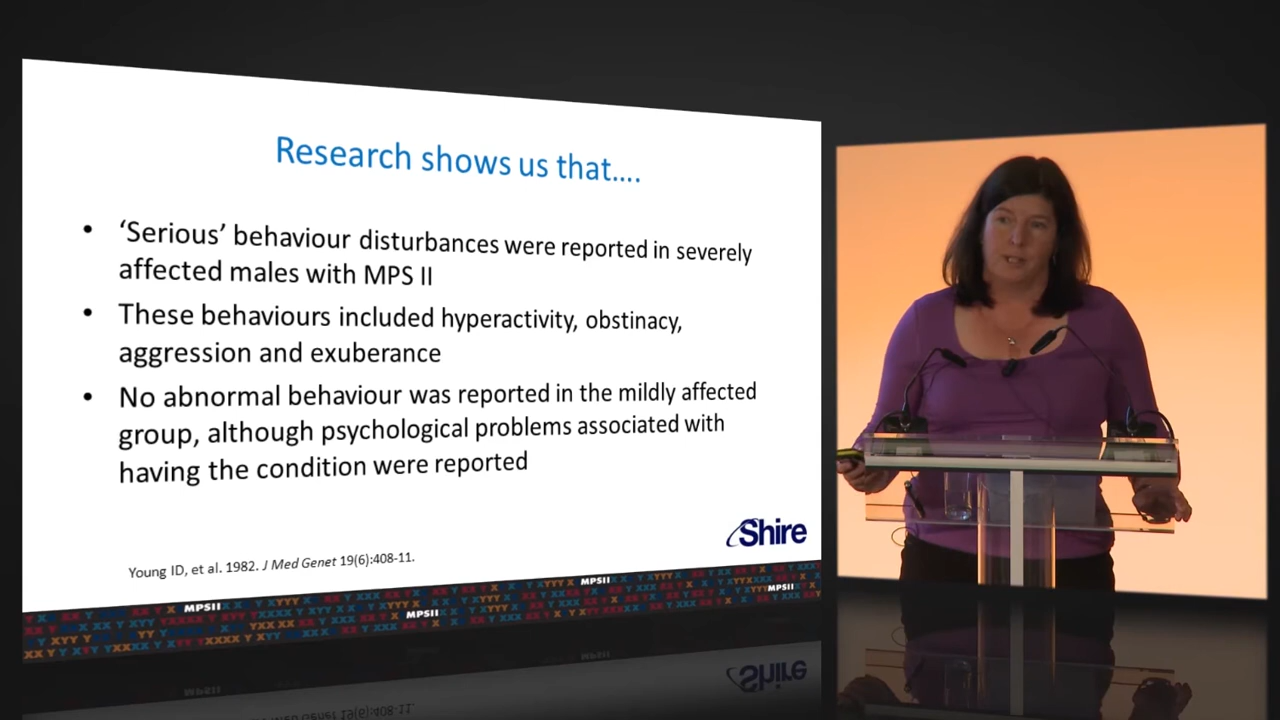 Research shows us that....
• ‘Serious’ behaviour disturbances were reported in severely
affected males with MPS II
• These behaviours included hyperactivity, obstinacy,
aggression and exuberance
• No abnormal behaviour was reported in the mildly affected
group, although psychological problems associated with
having the condition were reported
Shire
Young ID, et al. 1982. J Med Genet 19(6):408-11.
MPSII
MPSII
MPSII